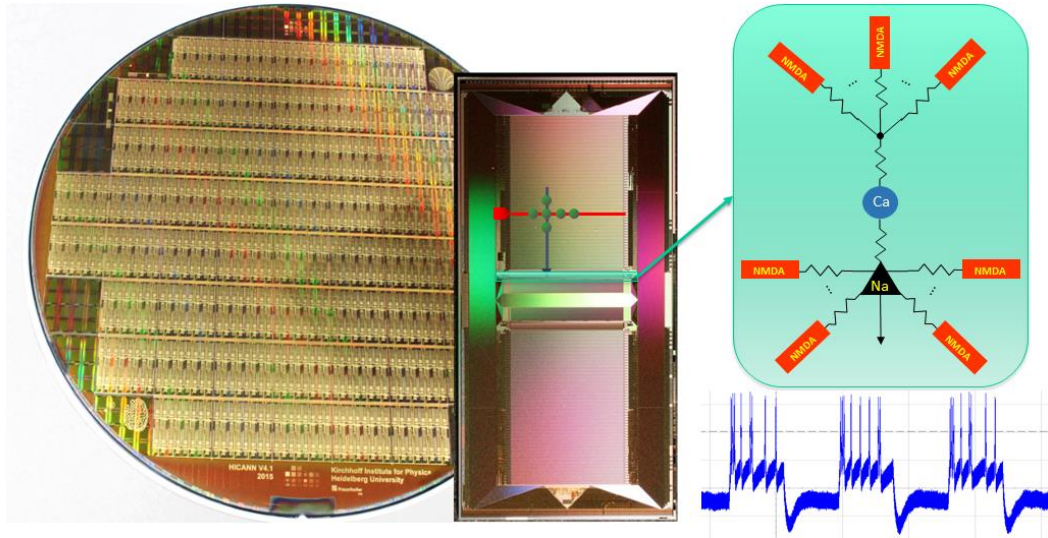 HICANN V4.1
2015
Kirchhoff Institute for Physics
Heidelberg University
Fraunhofer
NMDA
NMDA
NMDA
Ca
NMDA
Na
NMDA
NMDA
NMDA